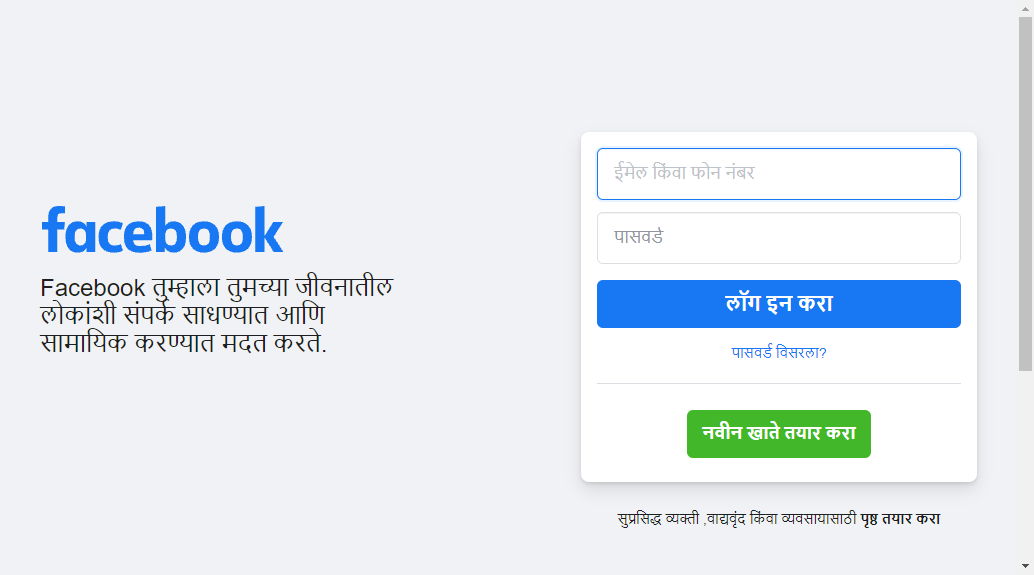 facebook
Facebook तुम्हाला तुमच्या जीवनातील
लोकांशी संपर्क साधण्यात आणि
सामायिक करण्यात मदत करते.
ईमेल किंवा फोन नंबर
पासवर्ड
लॉग इन करा
पासवर्ड विसरला?
नवीन खाते तयार करा
सुप्रसिद्ध व्यक्ती ,वाद्यवृंद किंवा व्यवसायासाठी पृष्ठ तयार करा